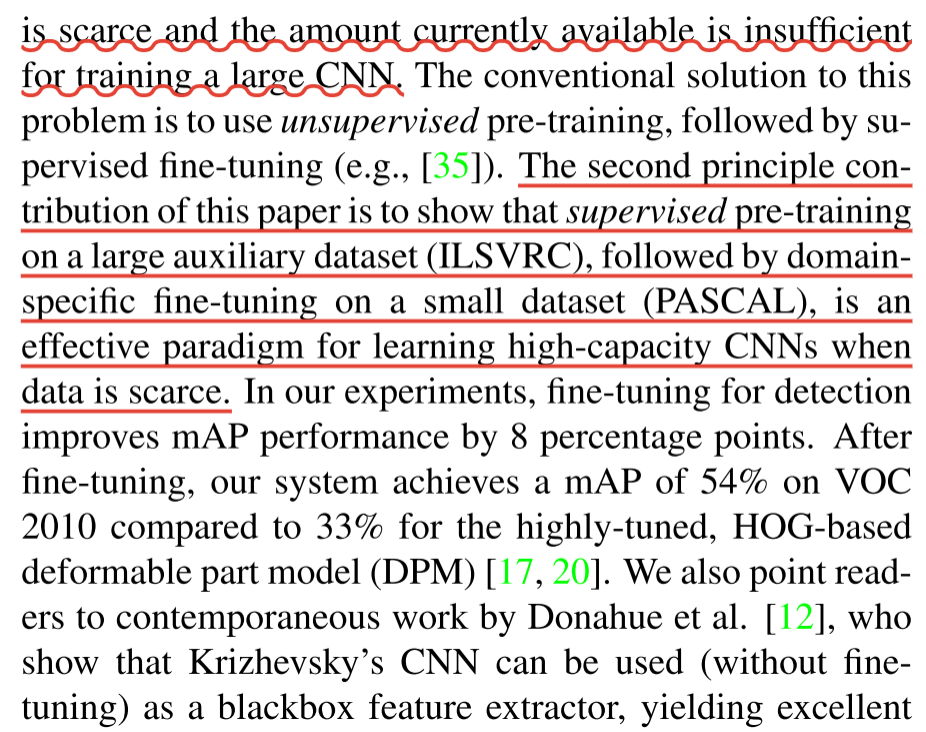 is scarce and the amount currently available is insufficient
for training a large CNN. The conventional solution to this
problem is to use unsupervised pre-training, followed by su-
pervised fine-tuning (e.g., [35]). The second principle con-
tribution of this paper is to show that supervised pre-training
on a large auxiliary dataset (ILSVRC), followed by domain-
specific fine-tuning on a small dataset (PASCAL), is an
effective paradigm for learning high-capacity CNNs when
data is scarce. In our experiments, fine-tuning for detection
improves mAP performance by 8 percentage points. After
fine-tuning, our system achieves a mAP of 54% on VOC
2010 compared to 33% for the highly-tuned, HOG-based
deformable part model (DPM) [17, 20]. We also point read-
ers to contemporaneous work by Donahue et al. [12], who
show that Krizhevsky's CNN can be used (without fine-
tuning) as a blackbox feature extractor, yielding excellent